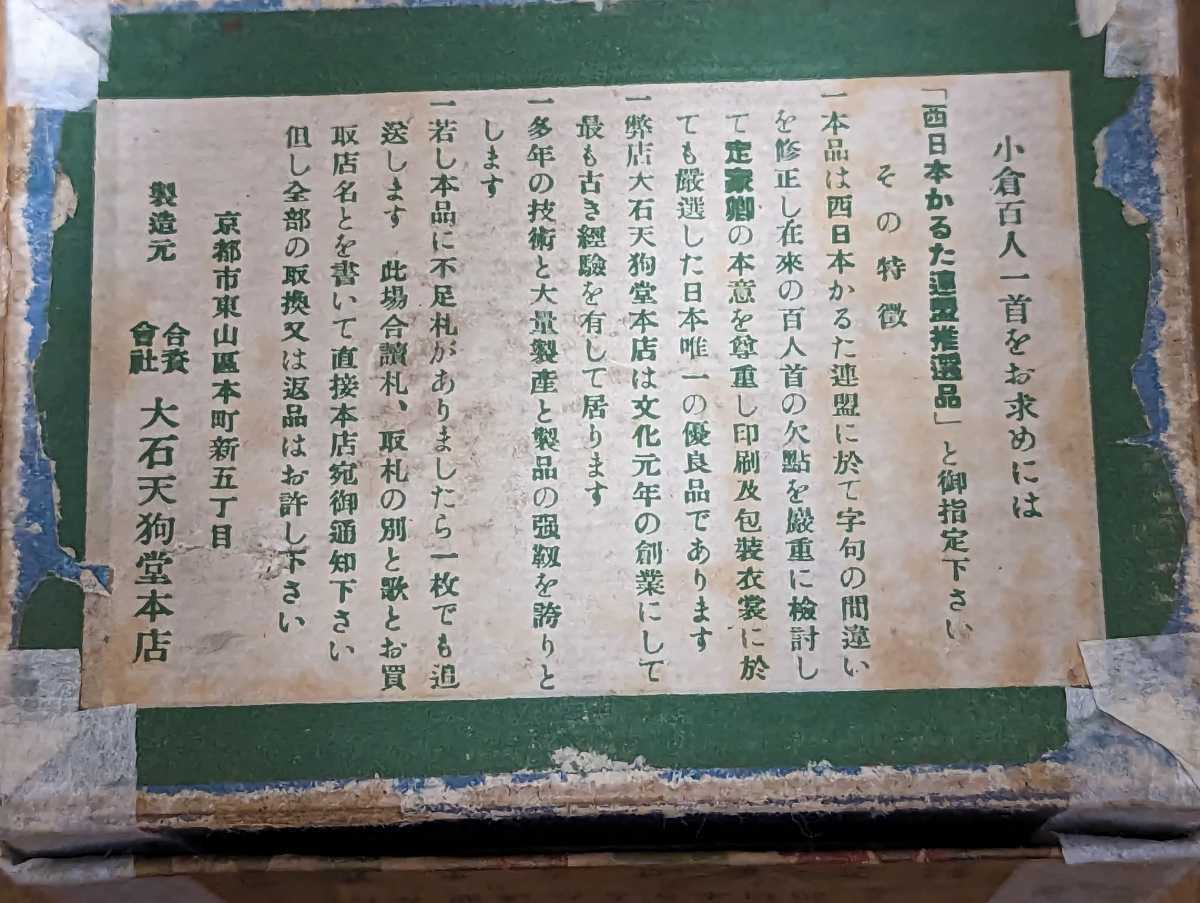 小倉百人一首をお求めには
「西日本かるた連盟推選品」と御指定下さい
その特徴
一本品は西日本かるた連盟に於て字句の間違い
を修正し在來の百人首の欠點を嚴重に檢討し
て定家卿の本意を尊重し印刷及包裝衣裳に於
ても嚴選した日本唯一の優良品であります
一弊店大石天狗堂本店は文化元年の創業にして
最も古き經驗を有して居ります
一多年の技術と大量製產と製品の强靱を誇りと
します
一若し本品に不足札がありましたら一枚でも追
送します 此場合讀札、取札の別と歌とお買
取店名とを書いて直接本店宛御通知下さい
但し全部の取換又は返品はお許し下さい
京都市東山區本町新五丁目
製造元 合資會社 大石天狗堂本店